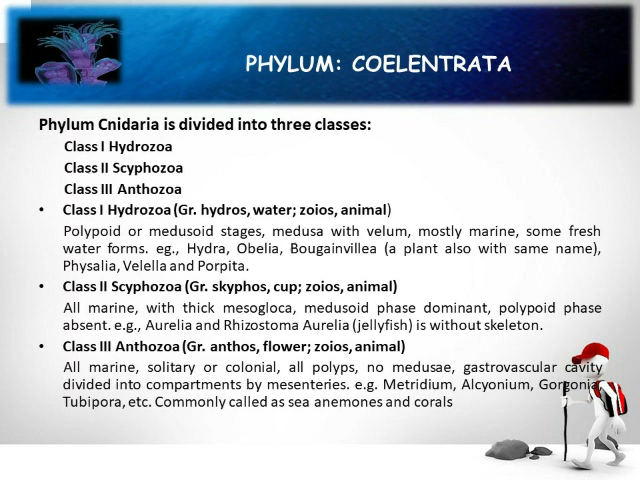 PHYLUM: COELENTRATA
Phylum Cnidaria is divided into three classes:
Class I Hydrozoa
Class II Scyphozoa
Class III Anthozoa
• Class I Hydrozoa (Gr. hydros, water; zoios, animal)
Polypoid or medusoid stages, medusa with velum, mostly marine, some fresh
water forms. eg., Hydra, Obelia, Bougainvillea (a plant also with same name),
Physalia, Velella and Porpita.
• Class II Scyphozoa (Gr. skyphos, cup; zoios, animal)
All marine, with thick mesogloca, medusoid phase dominant, polypoid phase
absent. e.g., Aurelia and Rhizostoma Aurelia (jellyfish) is without skeleton.
• Class III Anthozoa (Gr. anthos, flower; zoios, animal)
All marine, solitary or colonial, all polyps, no medusae, gastrovascular cavity
divided into compartments by mesenteries. e.g. Metridium, Alcyonium, Gorgonia,
Tubipora, etc. Commonly called as sea anemones and corals